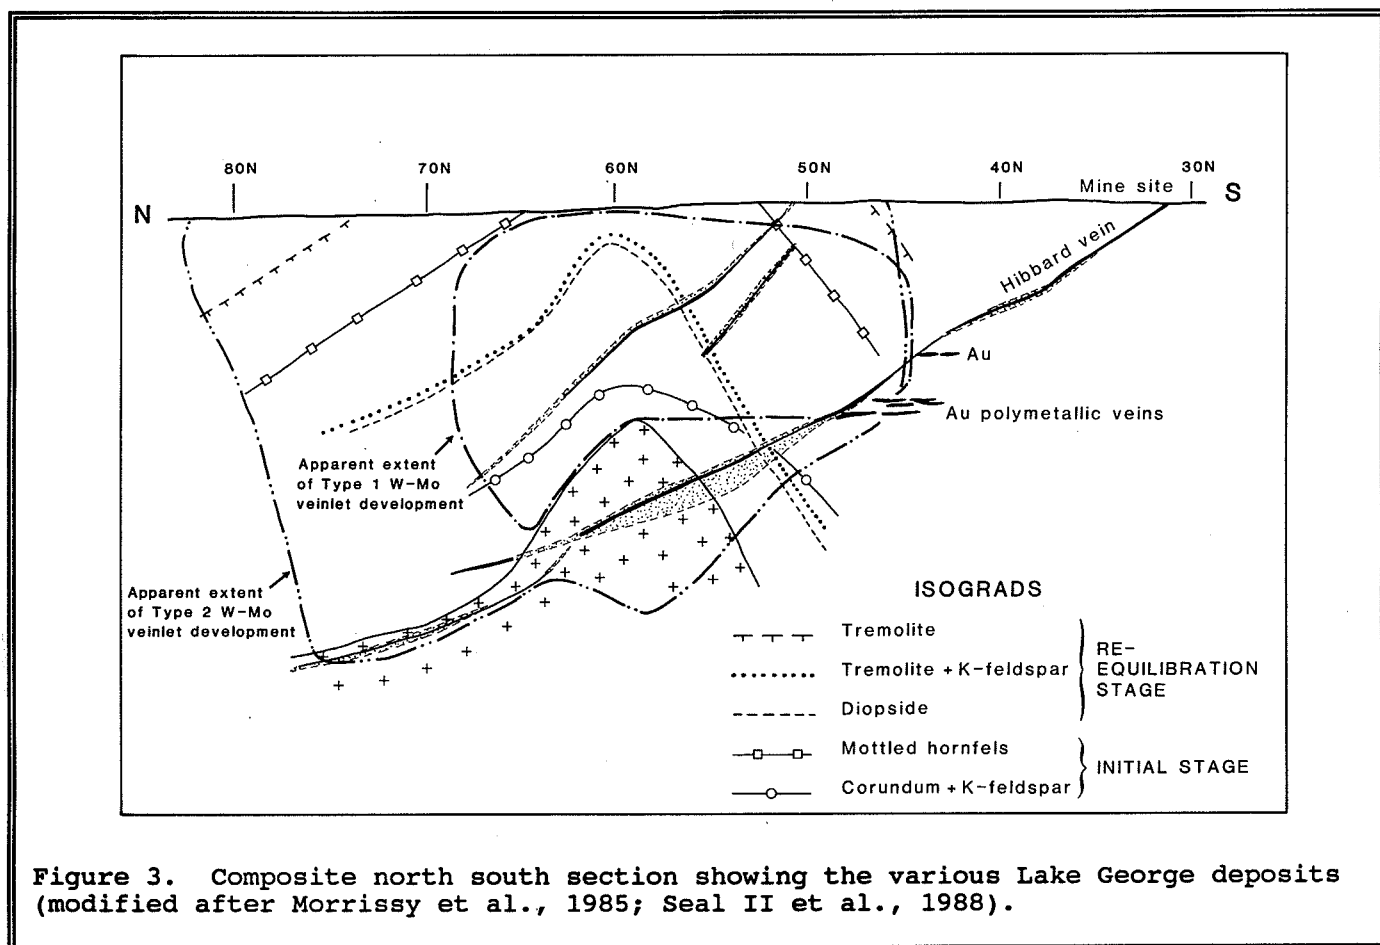 80N 70N 60N 50N 40N 30N
Mine site
N S
Hibbard vein
Au
Au polymetallic veins
Apparent extent
of Type 1 W-Mo
veinlet development
Apparent extent
of Type 2 W-Mo
veinlet development
ISOGRADS
Tremolite
Tremolite + K-feldspar
Diopside
RE-
EQUILIBRATION
STAGE
Mottled hornfels
Corundum + K-feldspar
INITIAL STAGE
Figure 3. Composite north south section showing the various Lake George deposits
(modified after Morrissy et al., 1985; Seal II et al., 1988).